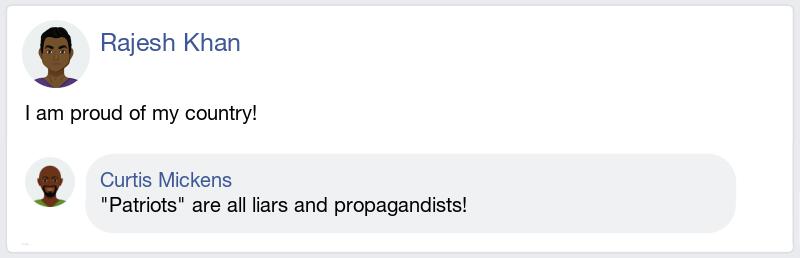 Rajesh Khan
I am proud of my country!
Curtis Mickens
"Patriots" are all liars and propagandists!